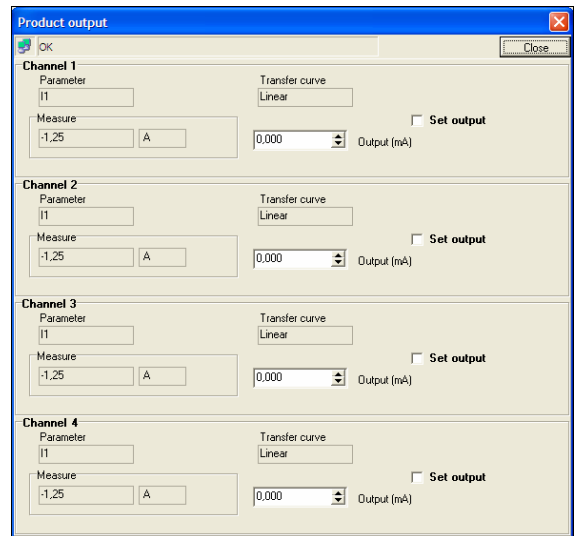 Product output
OK Close
Channel 1
Parameter Transfer curve
I1 Linear
Set output
Measure
-1,25 A 0,000 Output (mA)
Channel 2
Parameter Transfer curve
I1 Linear
Set output
Measure
-1,25 A 0,000 Output (mA)
Channel 3
Parameter Transfer curve
I1 Linear
Set output
Measure
-1,25 A 0,000 Output (mA)
Channel 4
Parameter Transfer curve
I1 Linear
Set output
Measure
-1,25 A 0,000 Output (mA)